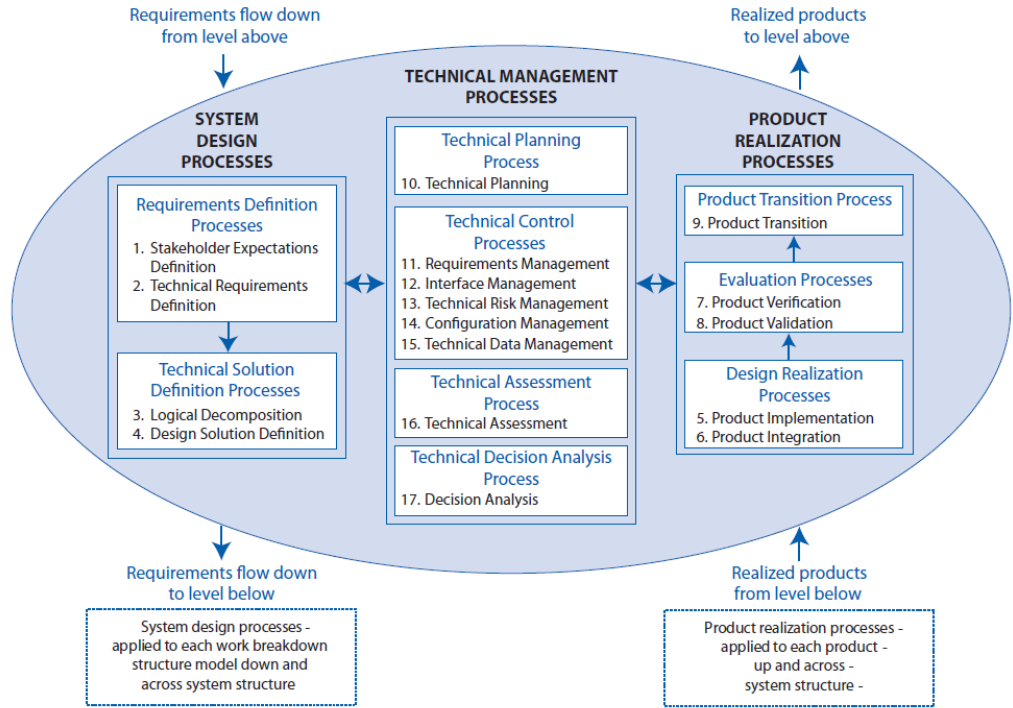 Requirements flow down
from level above
Realized products
to level above
TECHNICAL MANAGEMENT
PROCESSES
SYSTEM
DESIGN
PROCESSES
Requirements Definition
Processes
1. Stakeholder Expectations
Definition
2. Technical Requirements
Definition
Technical Solution
Definition Processes
3. Logical Decomposition
4. Design Solution Definition
Technical Planning
Process
10. Technical Planning
Technical Control
Processes
11. Requirements Management
12. Interface Management
13. Technical Risk Management
14. Configuration Management
15. Technical Data Management
Technical Assessment
Process
16. Technical Assessment
Technical Decision Analysis
Process
17. Decision Analysis
PRODUCT
REALIZATION
PROCESSES
Product Transition Process
9. Product Transition
Evaluation Processes
7. Product Verification
8. Product Validation
Design Realization
Processes
5. Product Implementation
6. Product Integration
Requirements flow down
to level below
System design processes -
applied to each work breakdown
structure model down and
across system structure
Realized products
from level below
Product realization processes -
applied to each product -
up and across -
system structure -